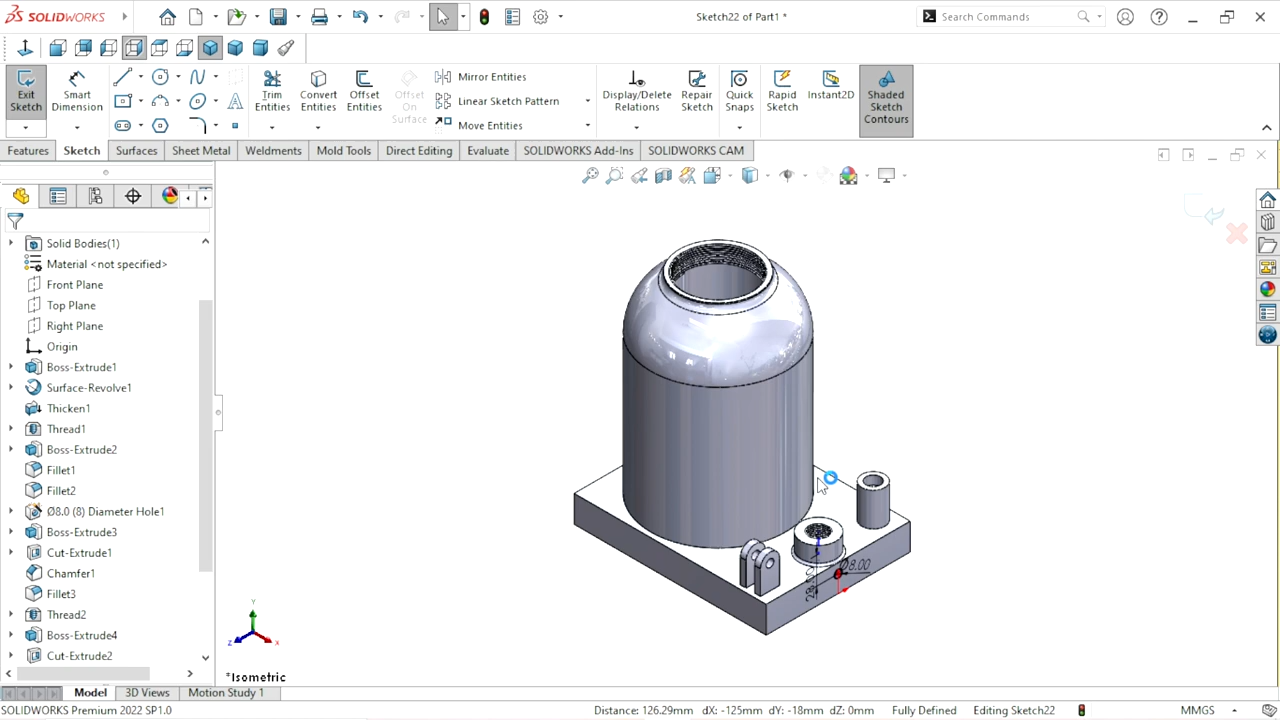 SOLIDWORKS
Sketch22 of Part1 *
Search Commands
Exit Sketch
Smart Dimension
Trim Entities
Convert Entities
Offset Entities
Offset On Surface
Mirror Entities
Linear Sketch Pattern
Move Entities
Display/Delete Relations
Repair Sketch
Quick Snaps
Rapid Sketch
Instant2D
Shaded Sketch Contours
Features
Sketch
Surfaces
Sheet Metal
Weldments
Mold Tools
Direct Editing
Evaluate
SOLIDWORKS Add-Ins
SOLIDWORKS CAM
Solid Bodies(1)
Material <not specified>
Front Plane
Top Plane
Right Plane
Origin
Boss-Extrude1
Surface-Revolve1
Thicken1
Thread1
Boss-Extrude2
Fillet1
Fillet2
Ø8.0 (8) Diameter Hole1
Boss-Extrude3
Cut-Extrude1
Chamfer1
Fillet3
Thread2
Boss-Extrude4
Cut-Extrude2
Ø8.00
Y
Z
X
*Isometric
Model
3D Views
Motion Study 1
SOLIDWORKS Premium 2022 SP1.0
Distance: 126.29mm dX: -125mm dY: -18mm dZ: 0mm
Fully Defined
Editing Sketch22
MMGS